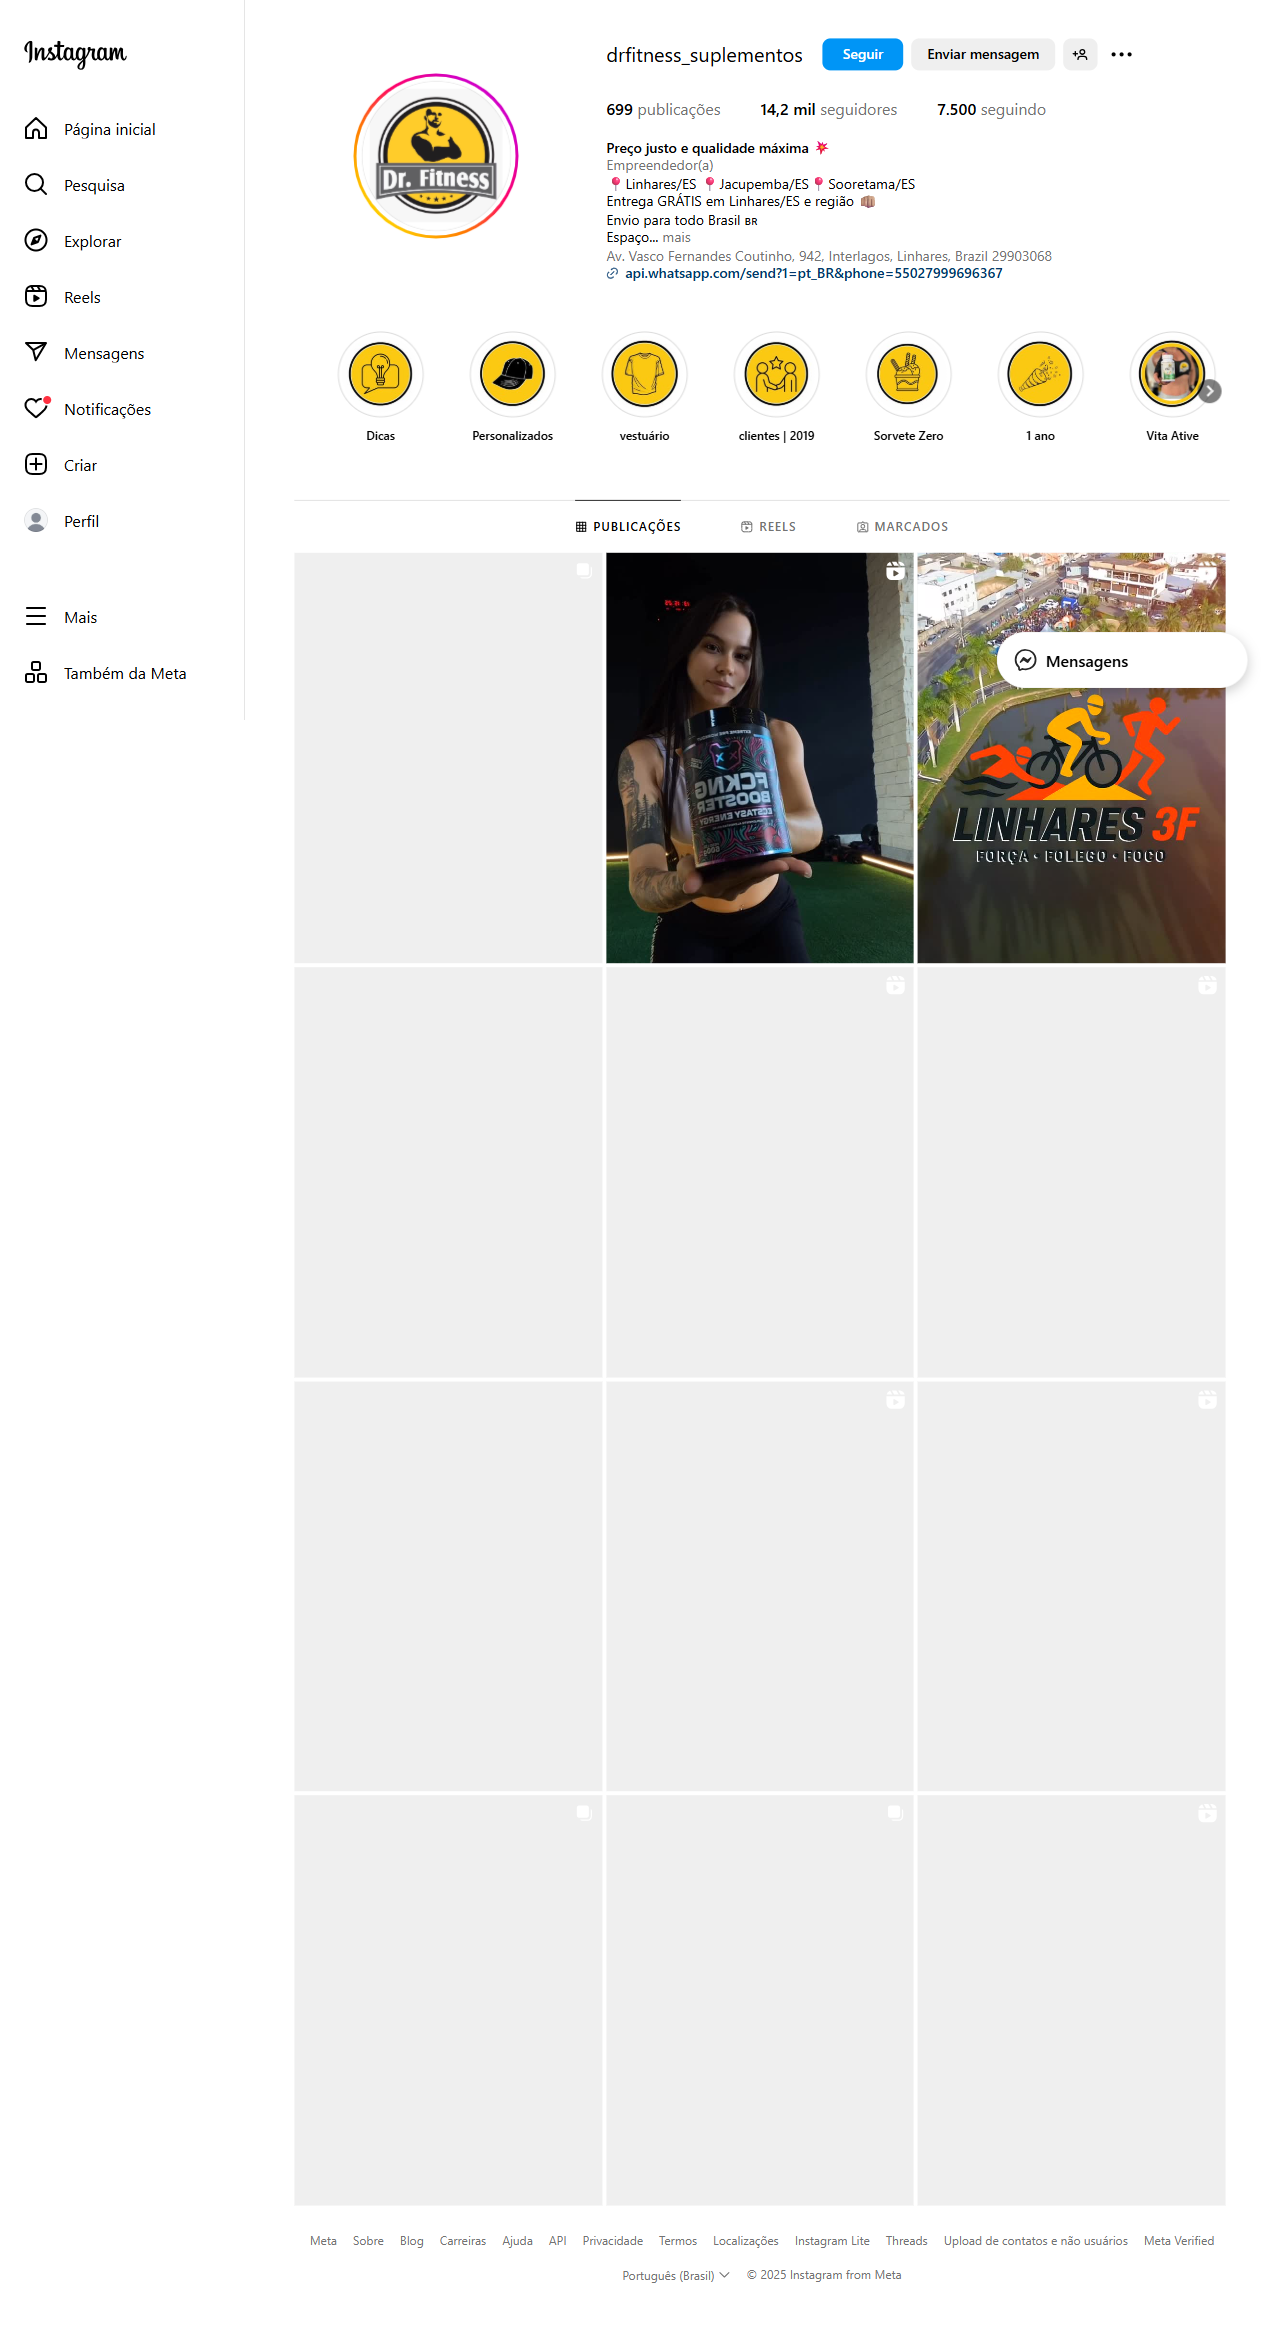 Instagram
Página inicial
Pesquisa
Explorar
Reels
Mensagens
Notificações
Criar
Perfil
Mais
Também da Meta
drfitness_suplementos
Seguir
Enviar mensagem
699 publicações
14,2 mil seguidores
7.500 seguindo
Dr. Fitness
Preço justo e qualidade máxima 💥
Empreendedor(a)
📍Linhares/ES 📍Jacupemba/ES📍Sooretama/ES
Entrega GRÁTIS em Linhares/ES e região 👊🏽
Envio para todo Brasil 🇧🇷
Espaço... mais
Av. Vasco Fernandes Coutinho, 942, Interlagos, Linhares, Brazil 29903068
api.whatsapp.com/send?1=pt_BR&phone=55027999696367
Dicas
Personalizados
vestuário
clientes | 2019
Sorvete Zero
1 ano
Vita Ative
PUBLICAÇÕES
REELS
MARCADOS
FCKNG
BOOSTER
ECSTASY ENERGY
Mensagens
LINHARES 3F
FORÇA • FOLEGO • FOCO
Meta
Sobre
Blog
Carreiras
Ajuda
API
Privacidade
Termos
Localizações
Instagram Lite
Threads
Upload de contatos e não usuários
Meta Verified
Português (Brasil)
© 2025 Instagram from Meta